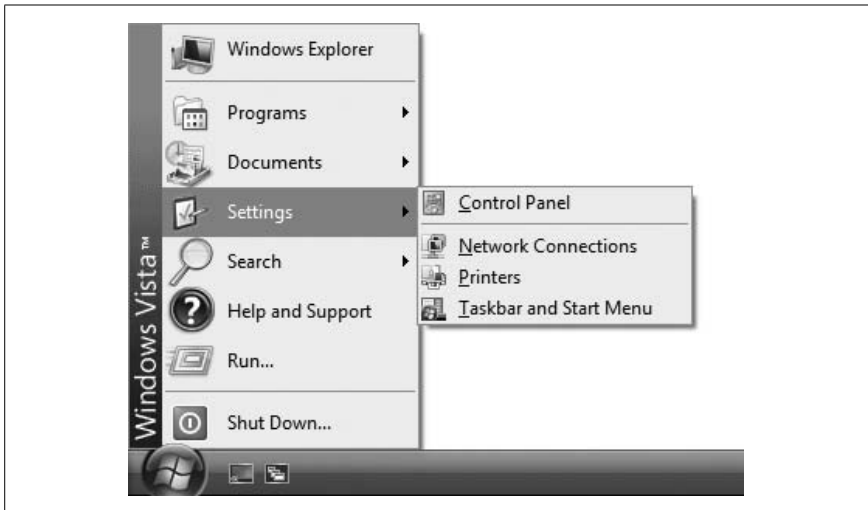 Windows Explorer
Programs
Documents
Settings
Search
Help and Support
Run...
Shut Down...
Control Panel
Network Connections
Printers
Taskbar and Start Menu
Windows Vista™